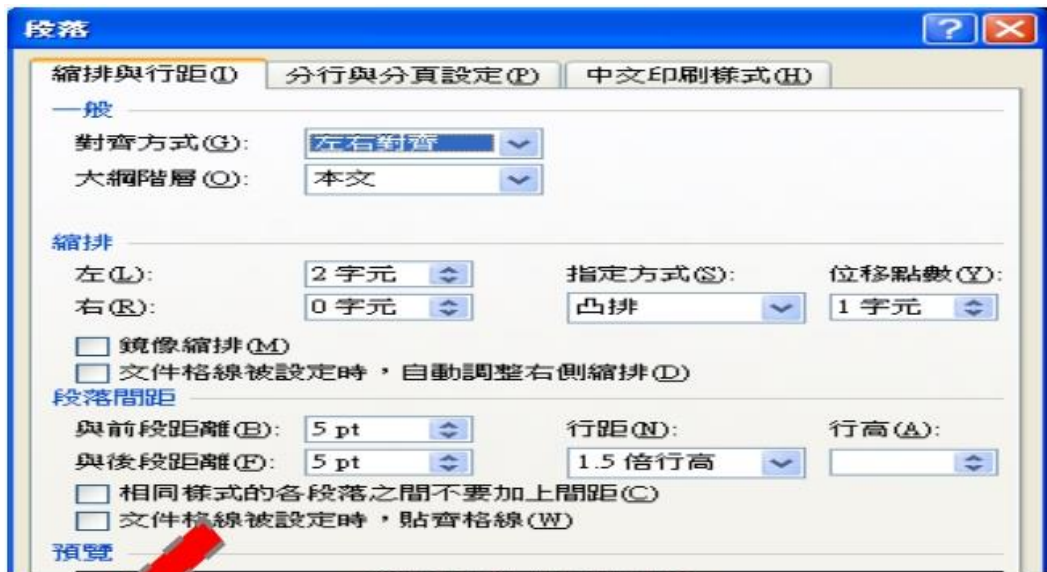 段落
縮排與行距(I) 分行與分頁設定(P) 中文印刷樣式(H)
一般
對齊方式(G): 左右對齊
大綱階層(O): 本文
縮排
左(L): 2 字元 指定方式(S): 位移點數(Y):
右(R): 0 字元 凸排 1 字元
鏡像縮排(M)
文件格線被設定時，自動調整右側縮排(D)
段落間距
與前段距離(B): 5 pt 行距(N): 行高(A):
與後段距離(F): 5 pt 1.5 倍行高
相同樣式的各段落之間不要加上間距(C)
文件格線被設定時，貼齊格線(W)
預覽